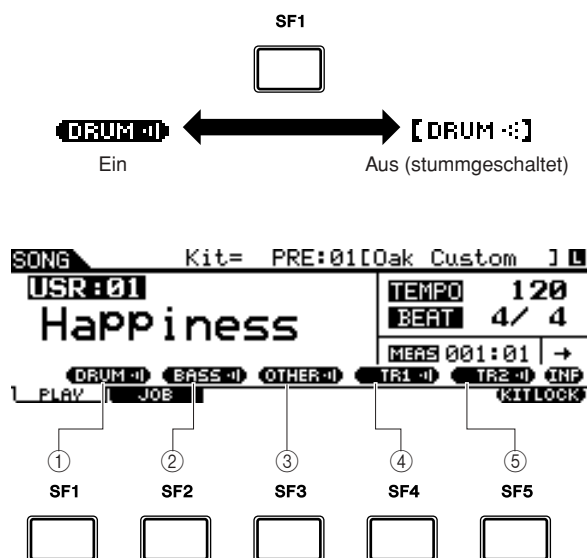 SF1
DRUM [DRUM]
Ein Aus (stummgeschaltet)
SONG Kit= PRE:01[Oak Custom ] L
USR:01 TEMPO 120
Happiness BEAT 4/ 4
MEAS 001:01 →
DRUM BASS OTHER TR1 TR2 INP
PLAY JOB KITLOCK
① ② ③ ④ ⑤
SF1 SF2 SF3 SF4 SF5